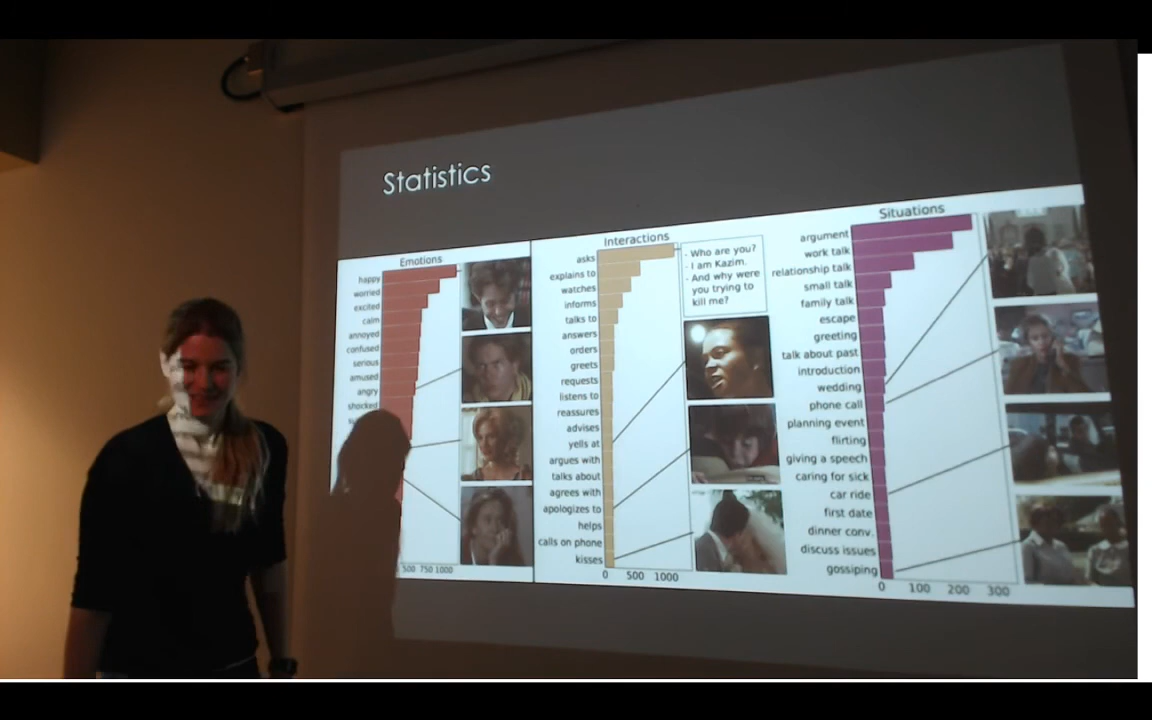 Statistics
Emotions
happy
worried
excited
calm
annoyed
confused
serious
amused
angry
shocked
500 750 1000
Interactions
asks
explains to
watches
informs
talks to
answers
orders
greets
requests
listens to
reassures
advises
yells at
argues with
talks about
agrees with
apologizes to
helps
calls on phone
kisses
0 500 1000
- Who are you?
- I am Kazim.
- And why were
you trying to
kill me?
Situations
argument
work talk
relationship talk
small talk
family talk
escape
greeting
talk about past
introduction
wedding
phone call
planning event
flirting
giving a speech
caring for sick
car ride
first date
dinner conv.
discuss issues
gossiping
0 100 200 300